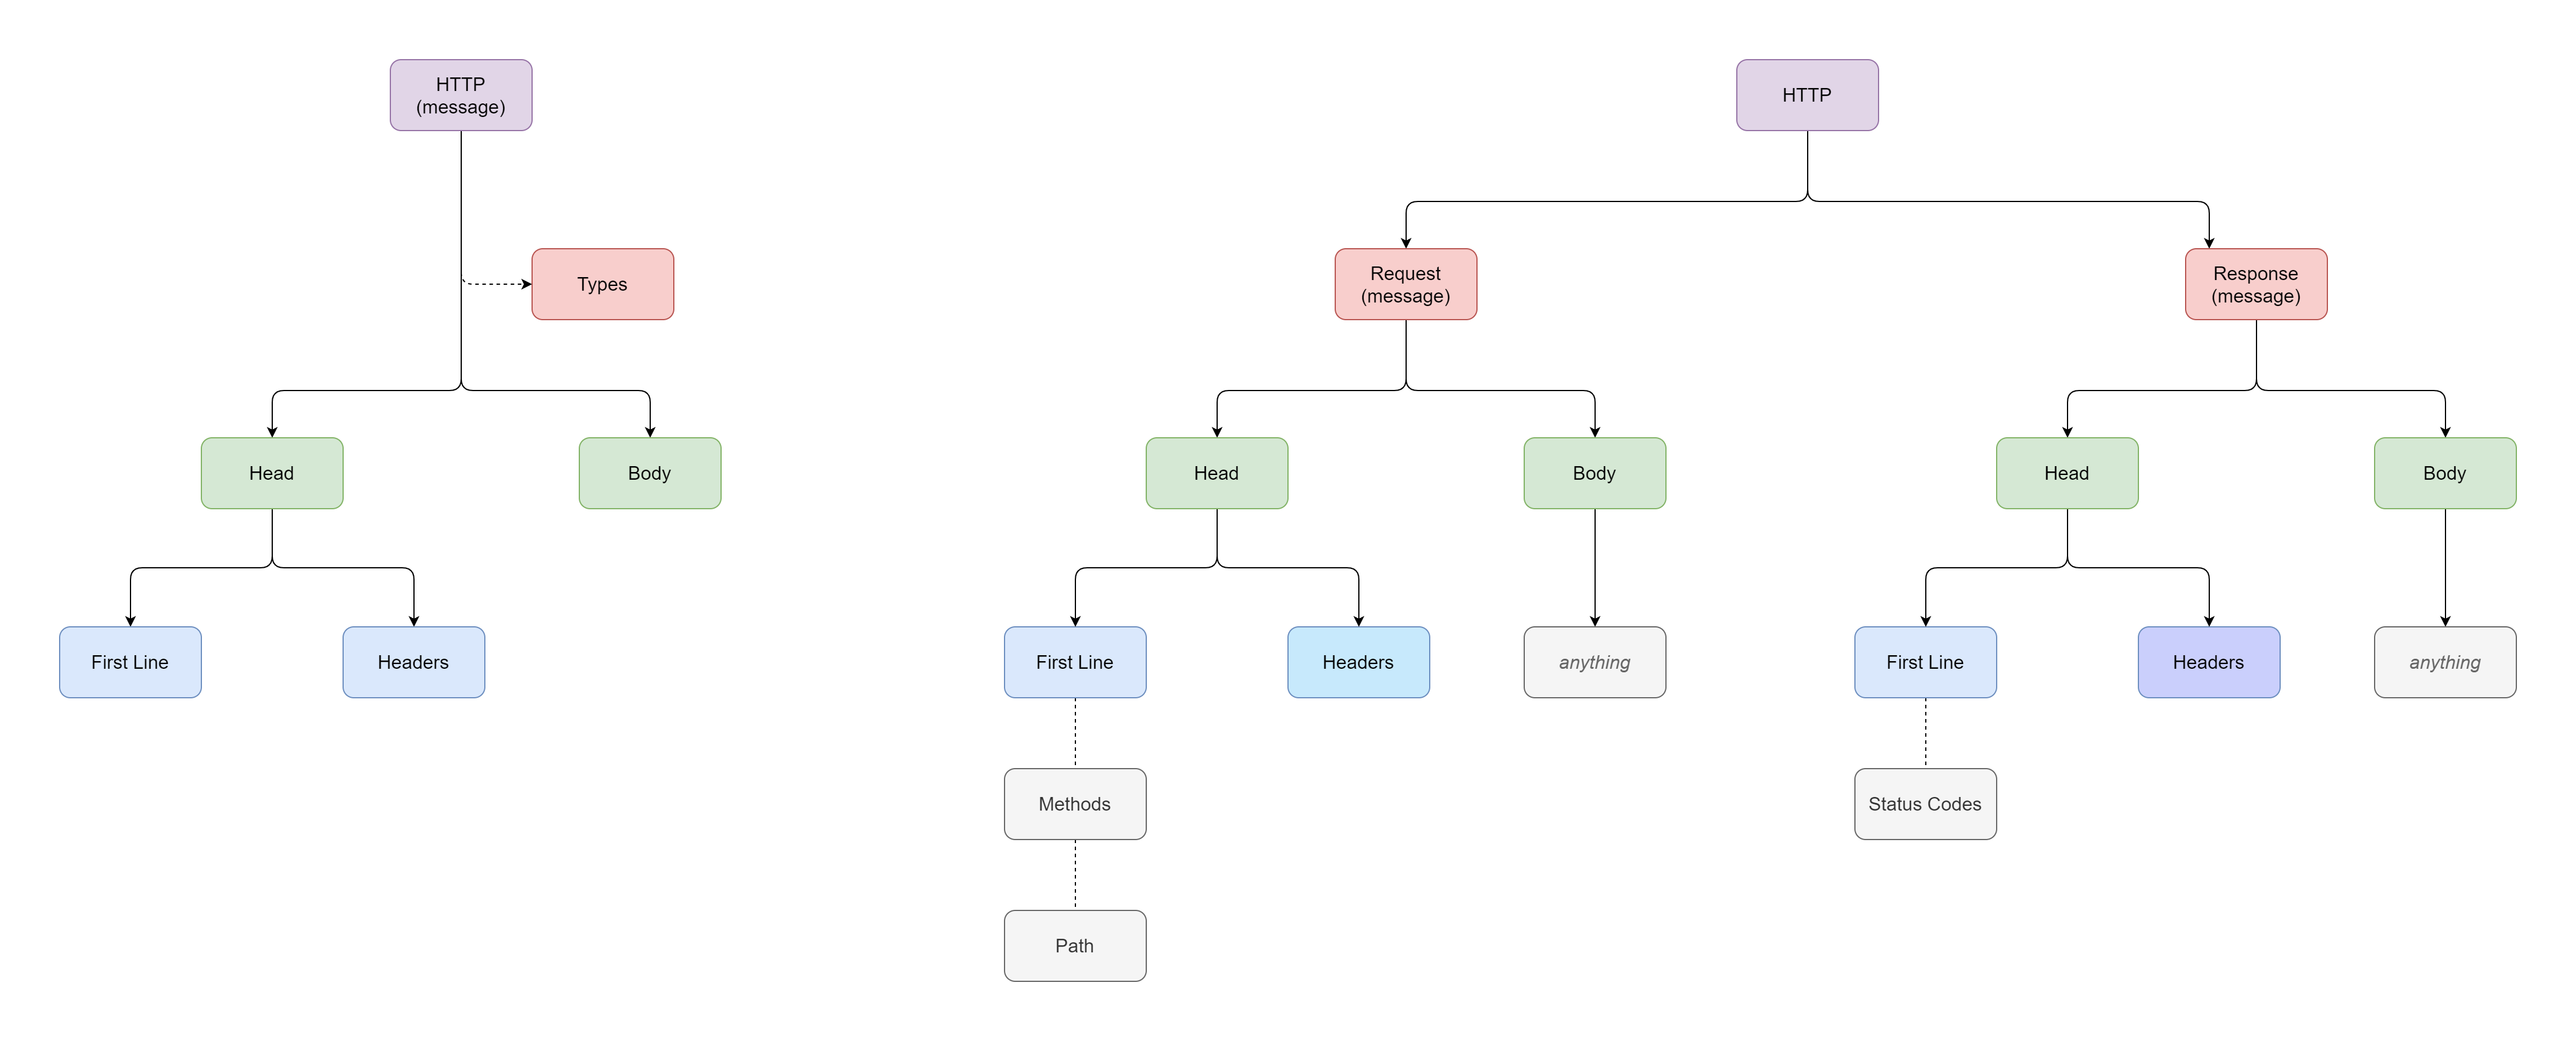 HTTP
(message)
HTTP
Types
Request
(message)
Response
(message)
Head
Body
Head
Body
Head
Body
First Line
Headers
First Line
Headers
anything
First Line
Headers
anything
Methods
Status Codes
Path